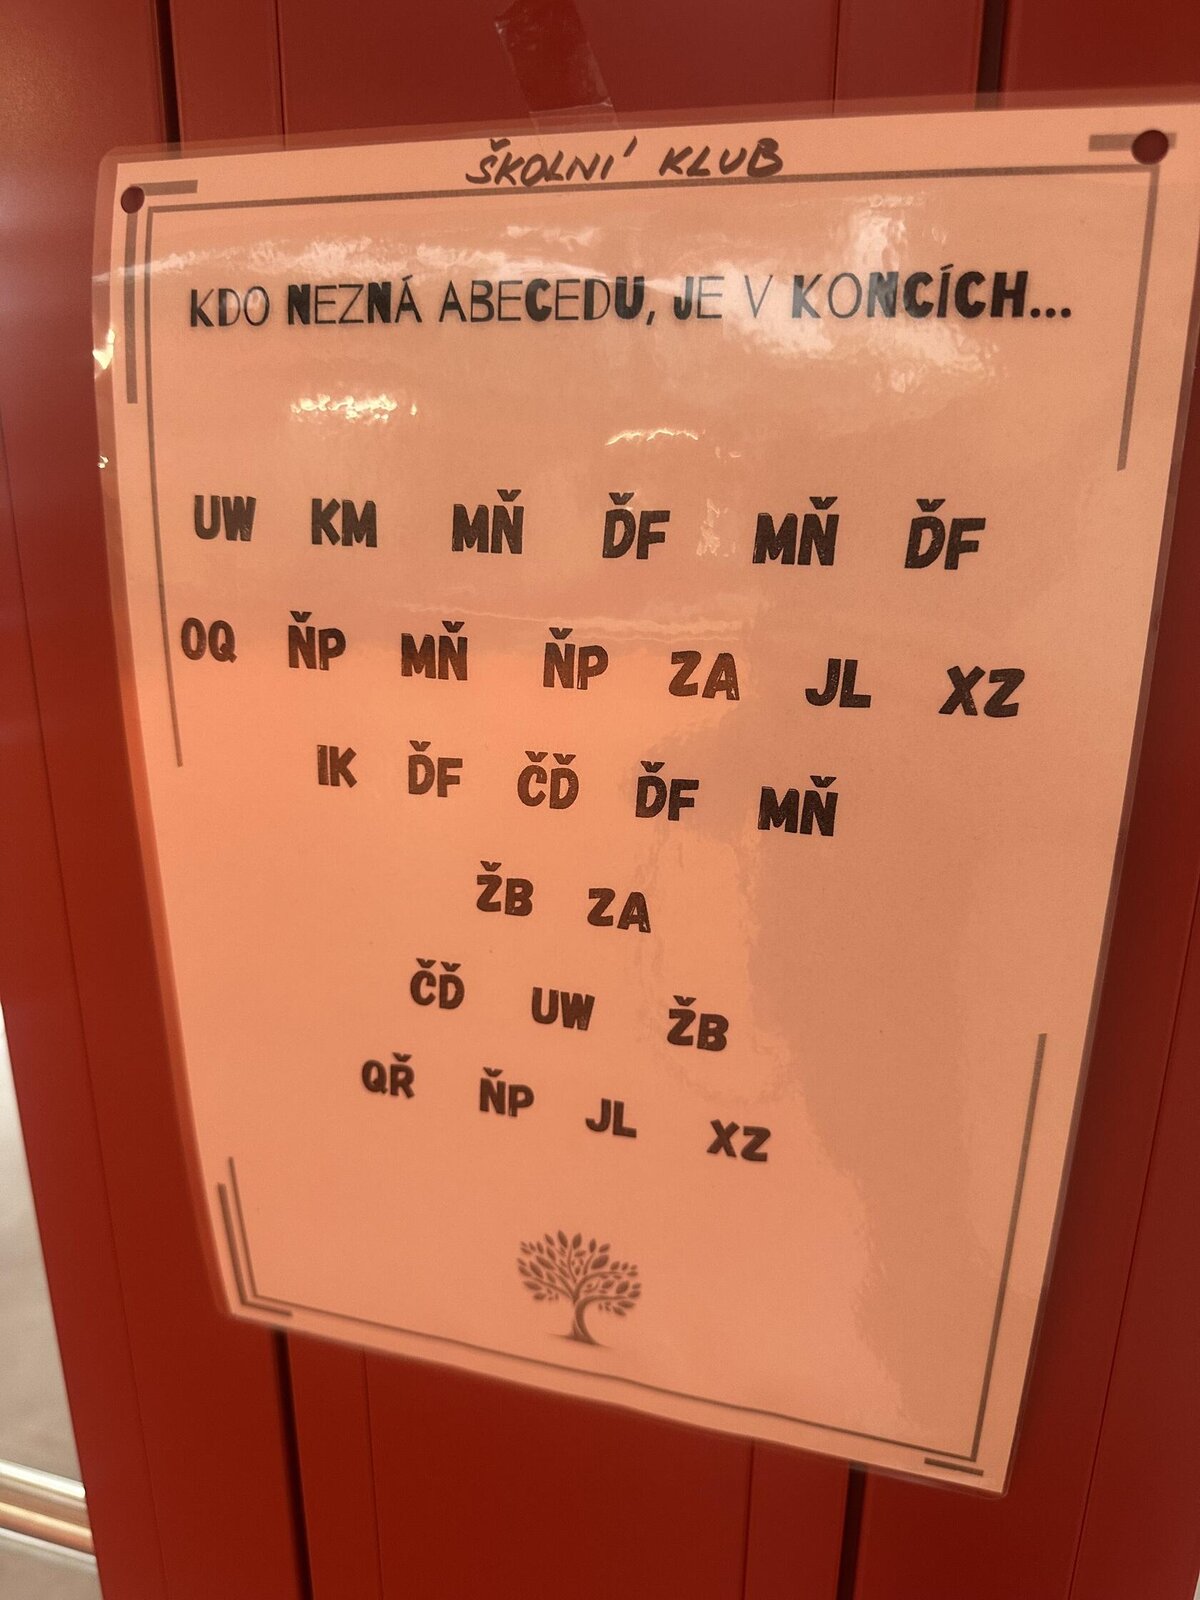 ŠKOLNÍ KLUB
KDO NEZNÁ ABECEDU, JE V KONCÍCH...
UW KM MŇ ĎF MŇ ĎF
OQ ŇP MŇ ŇP ZA JL XZ
IK ĎF ČĎ ĎF MŇ
ŽB ZA
ČĎ UW ŽB
QŘ ŇP JL XZ